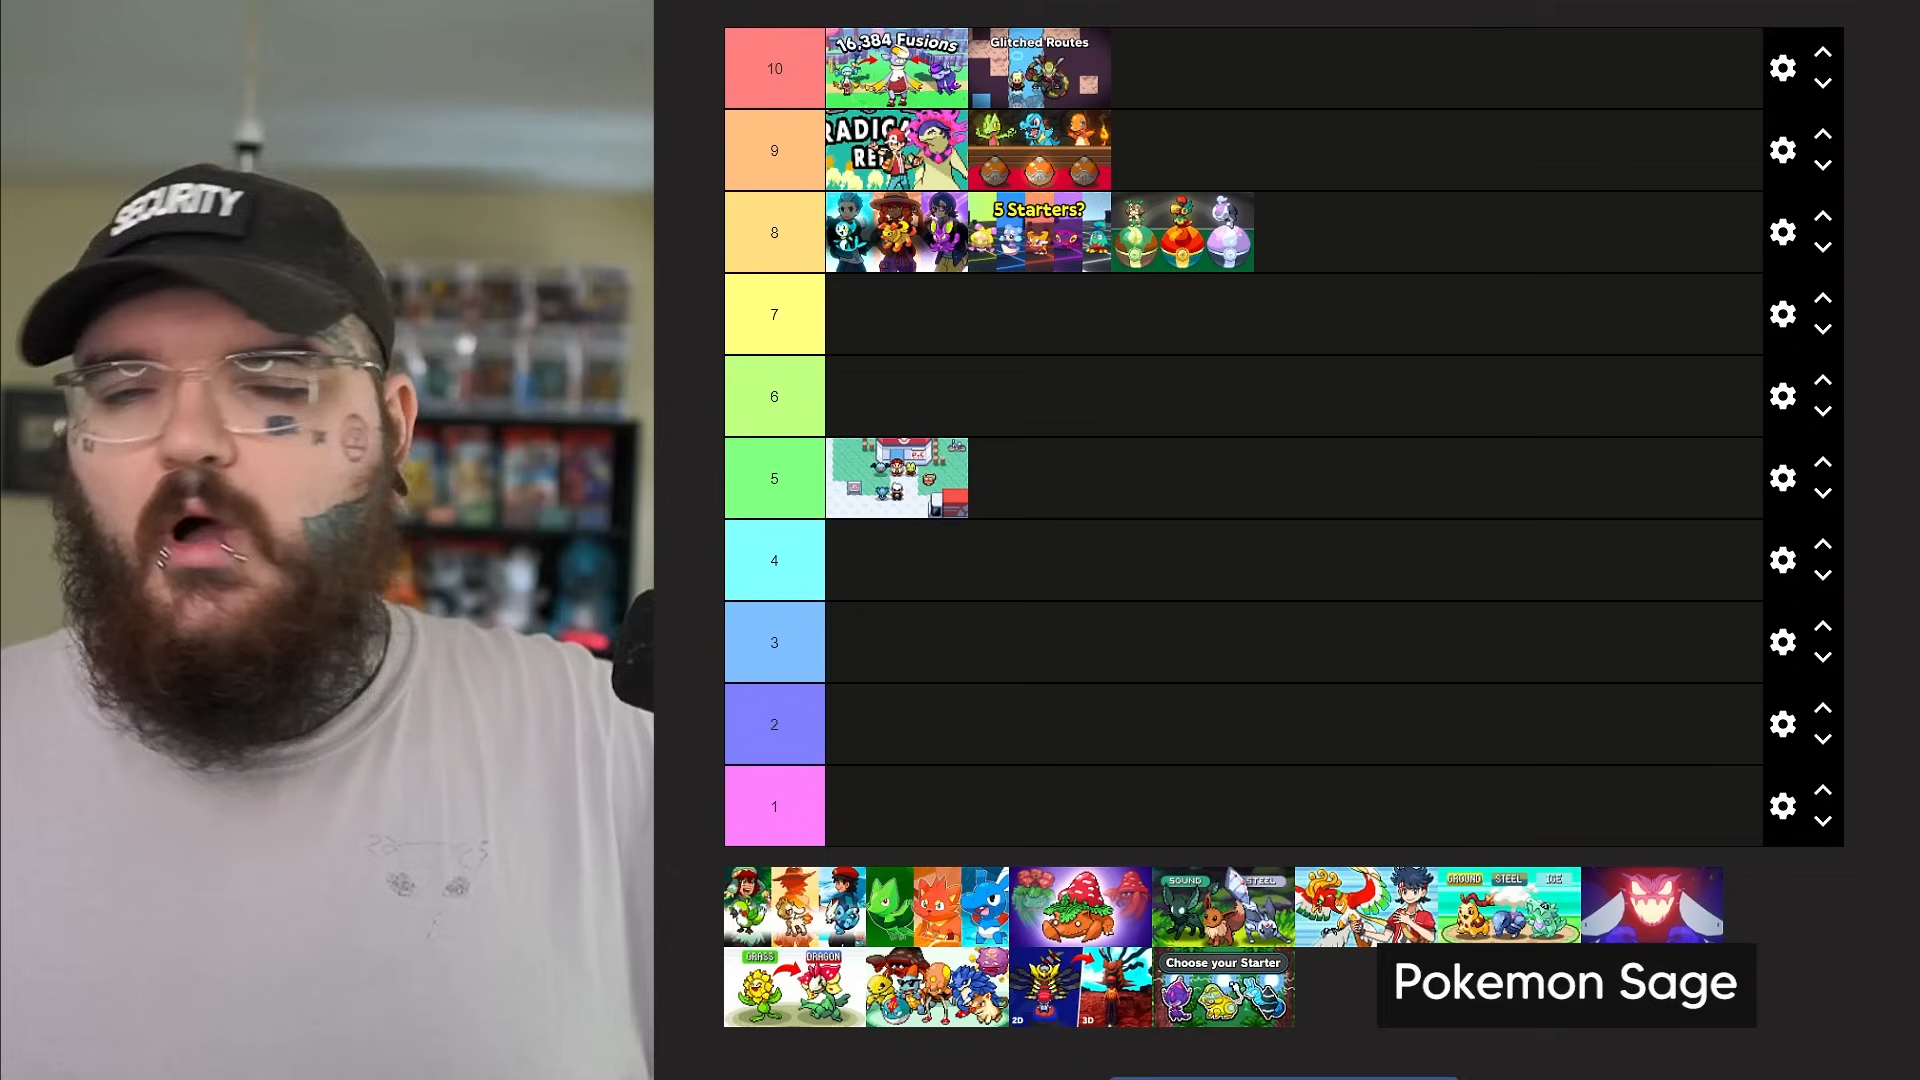 SECURITY
10
16,384 Fusions
Glitched Routes
9
RADICA
RE
8
5 Starters?
7
6
5
P.C
4
3
2
1
SOUND
STEEL
GROUND
STEEL
ICE
GRASS
DRAGON
2D
3D
Choose your Starter
Pokemon Sage